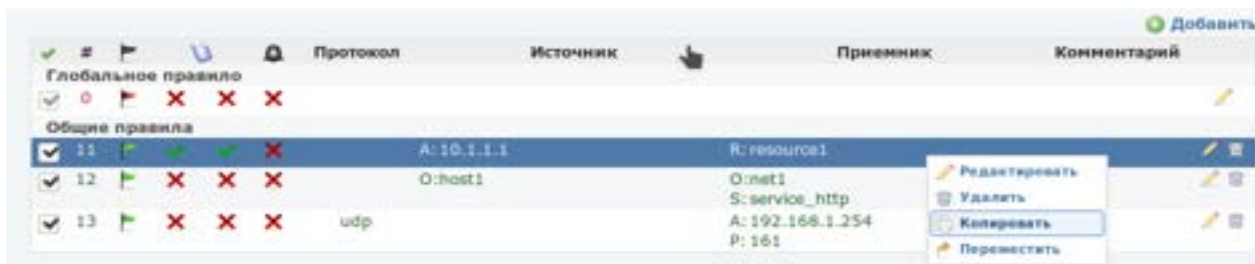 Добавить
# Протокол Источник Приемник Комментарий
Глобальное правило
0
Общие правила
11 A: 10.1.1.1 R: resource1
12 O:host1 O:net1
S: service_http
13 udp A: 192.168.1.254
P: 161
Редактировать
Удалить
Копировать
Переместить